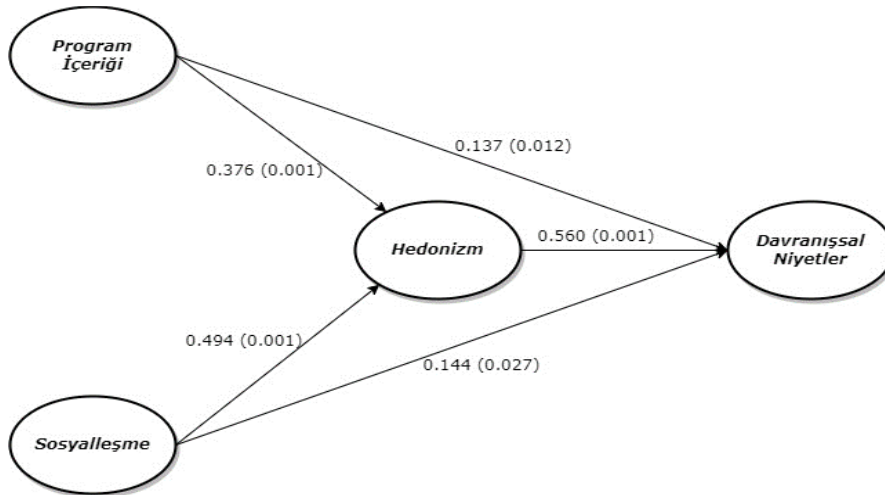 Program
İçeriği
0.137 (0.012)
0.376 (0.001)
Hedonizm
0.560 (0.001)
Davranışsal
Niyetler
0.494 (0.001)
0.144 (0.027)
Sosyalleşme